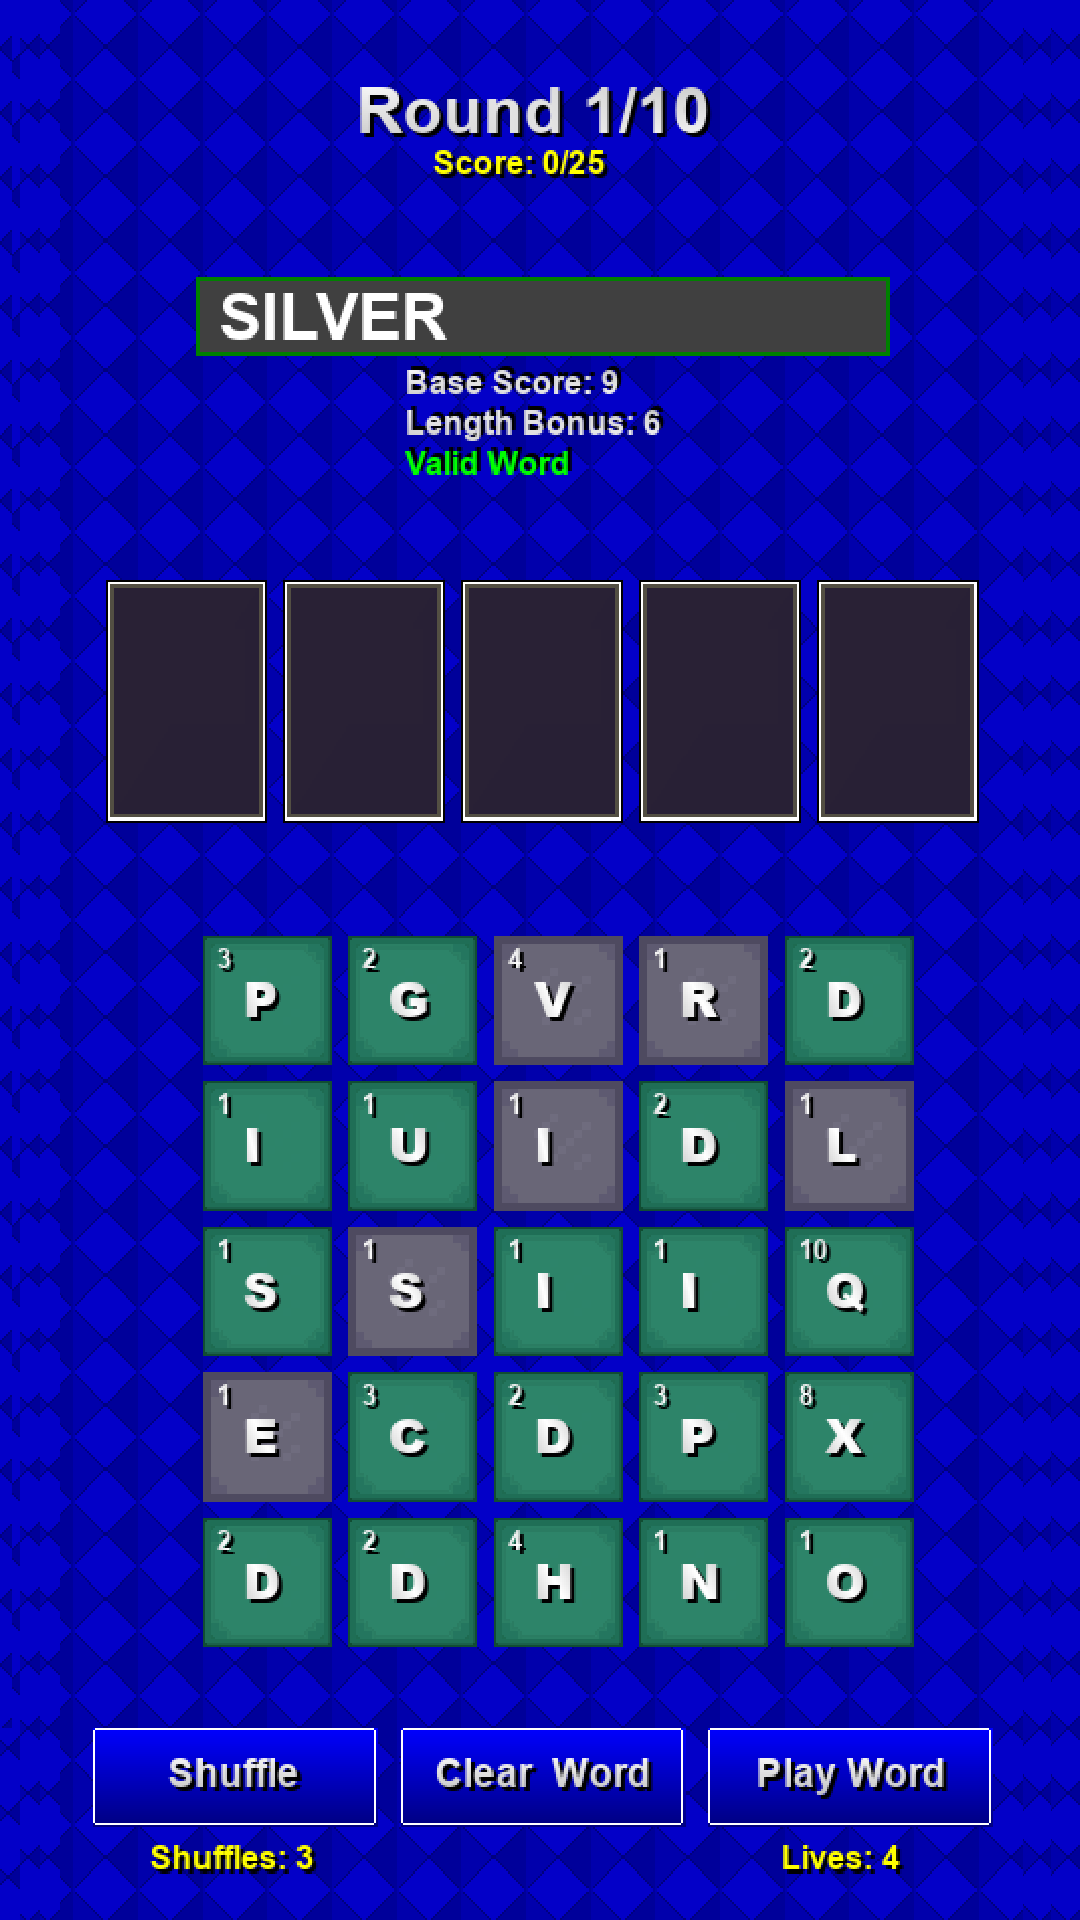 Round 1/10
Score: 0/25
SILVER
Base Score: 9
Length Bonus: 6
Valid Word
3 P 2 G 4 V 1 R 2 D
1 I 1 U 1 I 2 D 1 L
1 S 1 S 1 I 1 I 10 Q
1 E 3 C 2 D 3 P 8 X
2 D 2 D 4 H 1 N 1 O
Shuffle Clear Word Play Word
Shuffles: 3 Lives: 4